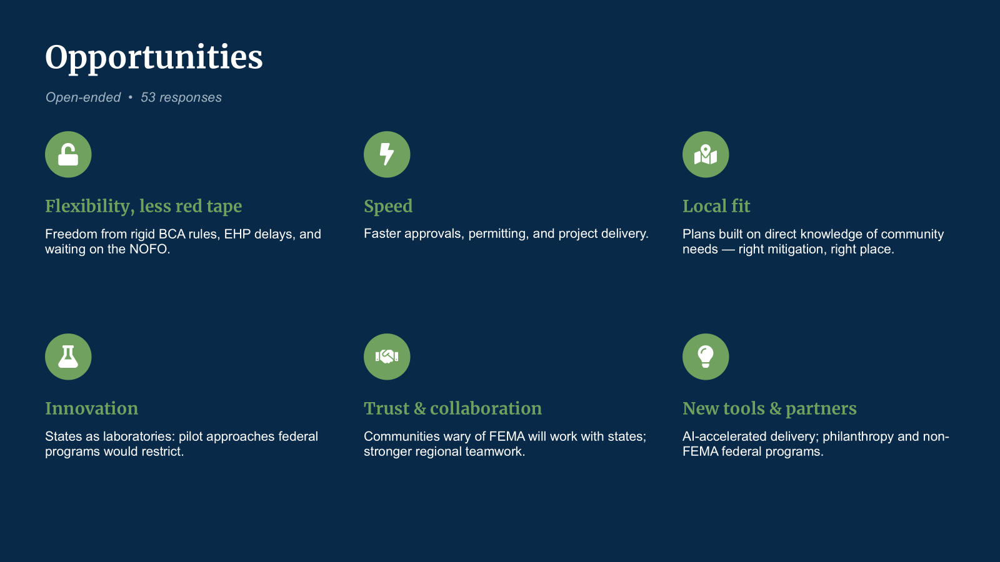 Opportunities
Open-ended • 53 responses
Flexibility, less red tape
Freedom from rigid BCA rules, EHP delays, and
waiting on the NOFO.
Speed
Faster approvals, permitting, and project delivery.
Local fit
Plans built on direct knowledge of community
needs — right mitigation, right place.
Innovation
States as laboratories: pilot approaches federal
programs would restrict.
Trust & collaboration
Communities wary of FEMA will work with states;
stronger regional teamwork.
New tools & partners
AI-accelerated delivery; philanthropy and non-
FEMA federal programs.